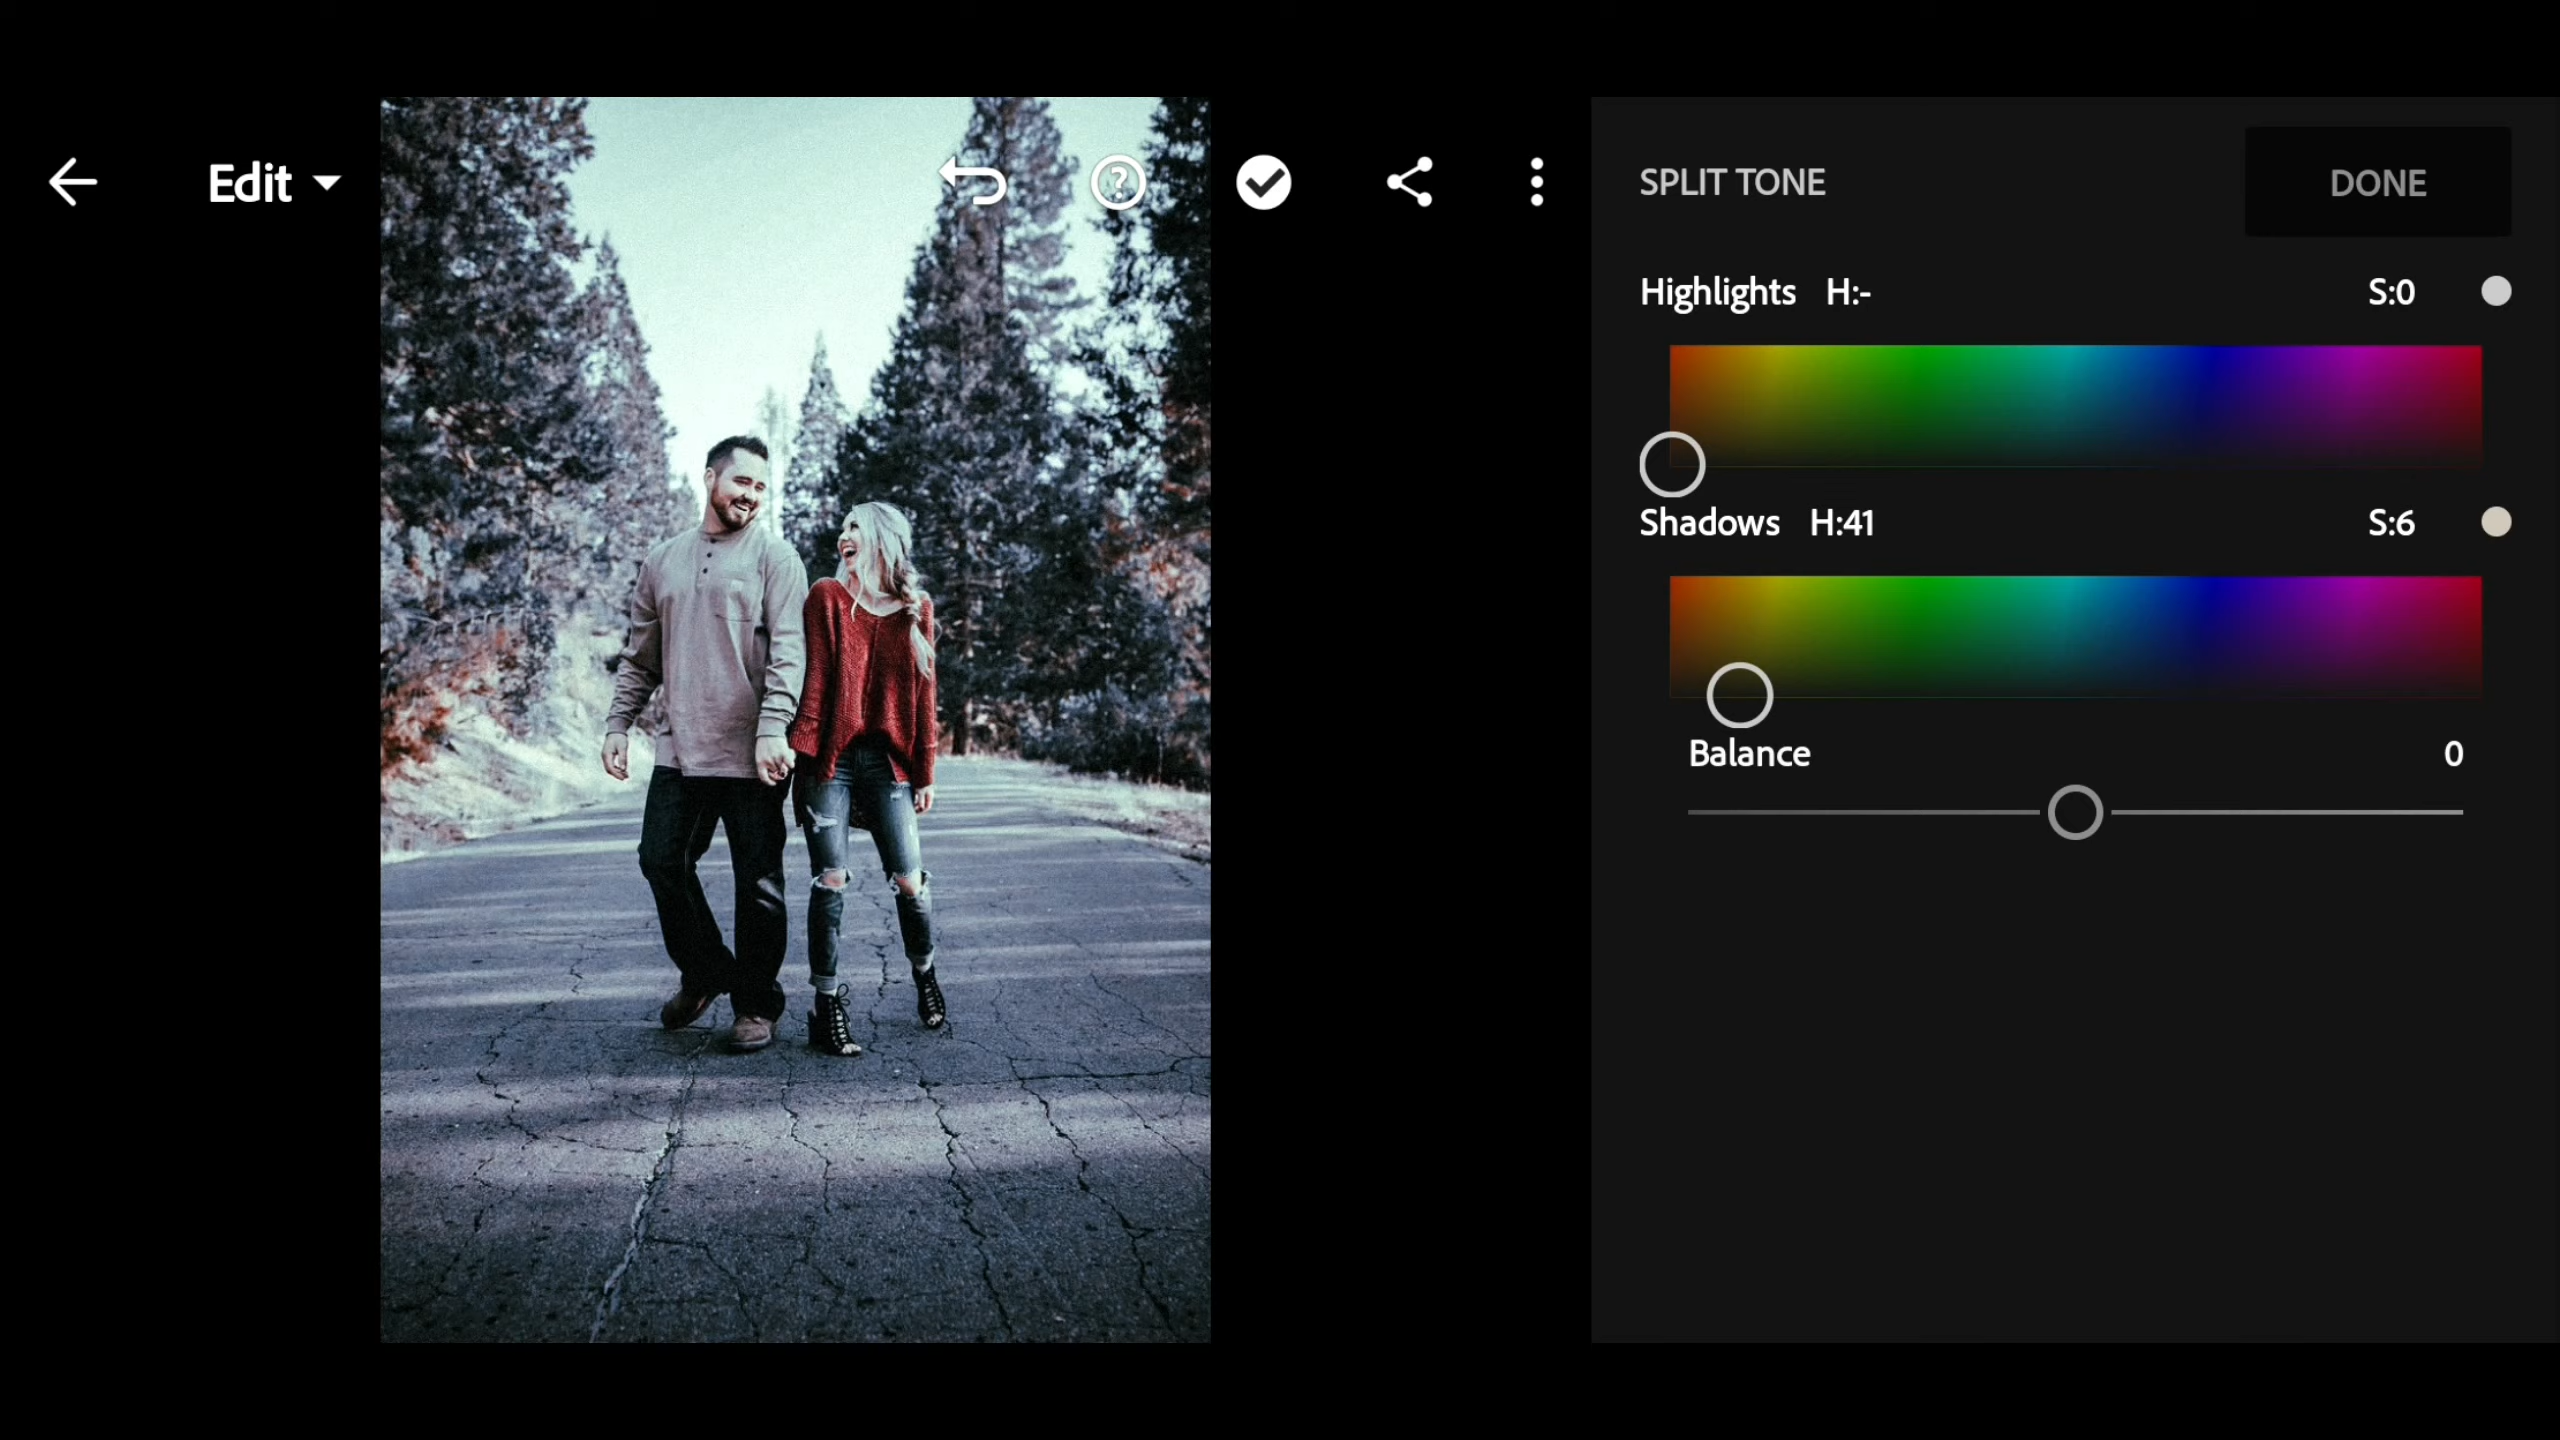 Edit
SPLIT TONE
DONE
Highlights H:- S:0
Shadows H:41 S:6
Balance 0